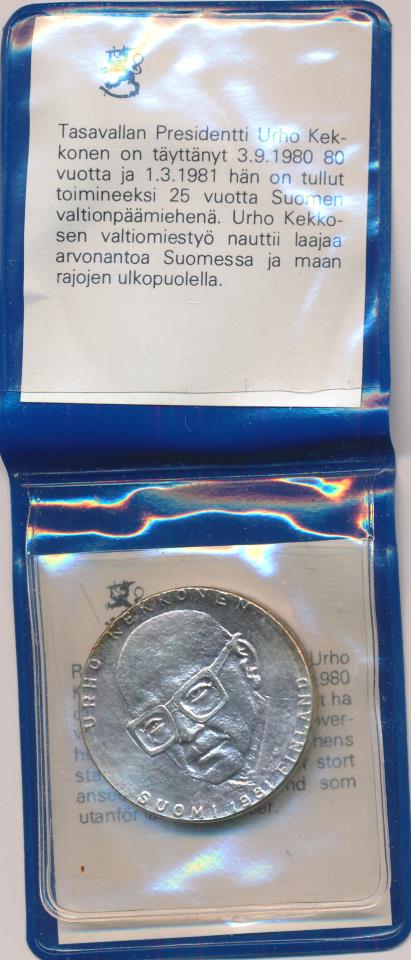 Tasavallan Presidentti Urho Kek-
konen on täyttänyt 3.9.1980 80
vuotta ja 1.3.1981 hän on tullut
toimineeksi 25 vuotta Suomen
valtionpäämiehenä. Urho Kekko-
sen valtiomiestyö nauttii laajaa
arvonantoa Suomessa ja maan
rajojen ulkopuolella.
URHO KEKKONEN
SUOMI 1981 FINLAND
Urho
ha
stort
som
utanför